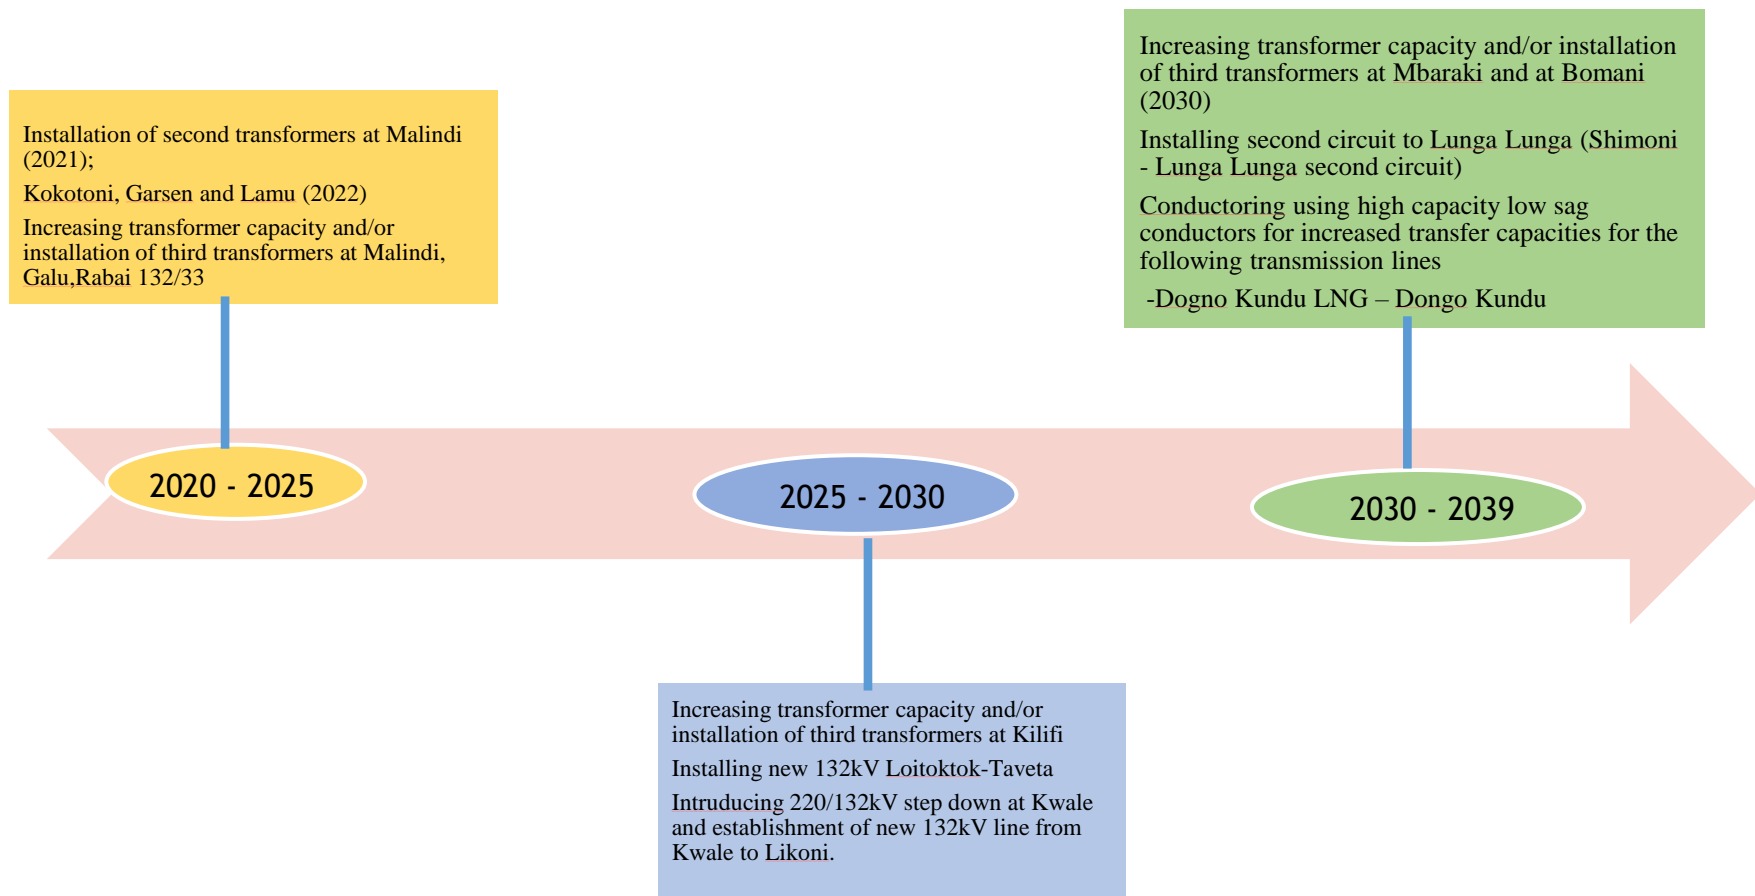 Installation of second transformers at Malindi
(2021);
Kokotoni, Garsen and Lamu (2022)
Increasing transformer capacity and/or
installation of third transformers at Malindi,
Galu,Rabai 132/33
2020 - 2025
2025 - 2030
Increasing transformer capacity and/or
installation of third transformers at Kilifi
Installing new 132kV Loitoktok-Taveta
Intruducing 220/132kV step down at Kwale
and establishment of new 132kV line from
Kwale to Likoni.
Increasing transformer capacity and/or installation
of third transformers at Mbaraki and at Bomani
(2030)
Installing second circuit to Lunga Lunga (Shimoni
- Lunga Lunga second circuit)
Conductoring using high capacity low sag
conductors for increased transfer capacities for the
following transmission lines
-Dogno Kundu LNG – Dongo Kundu
2030 - 2039